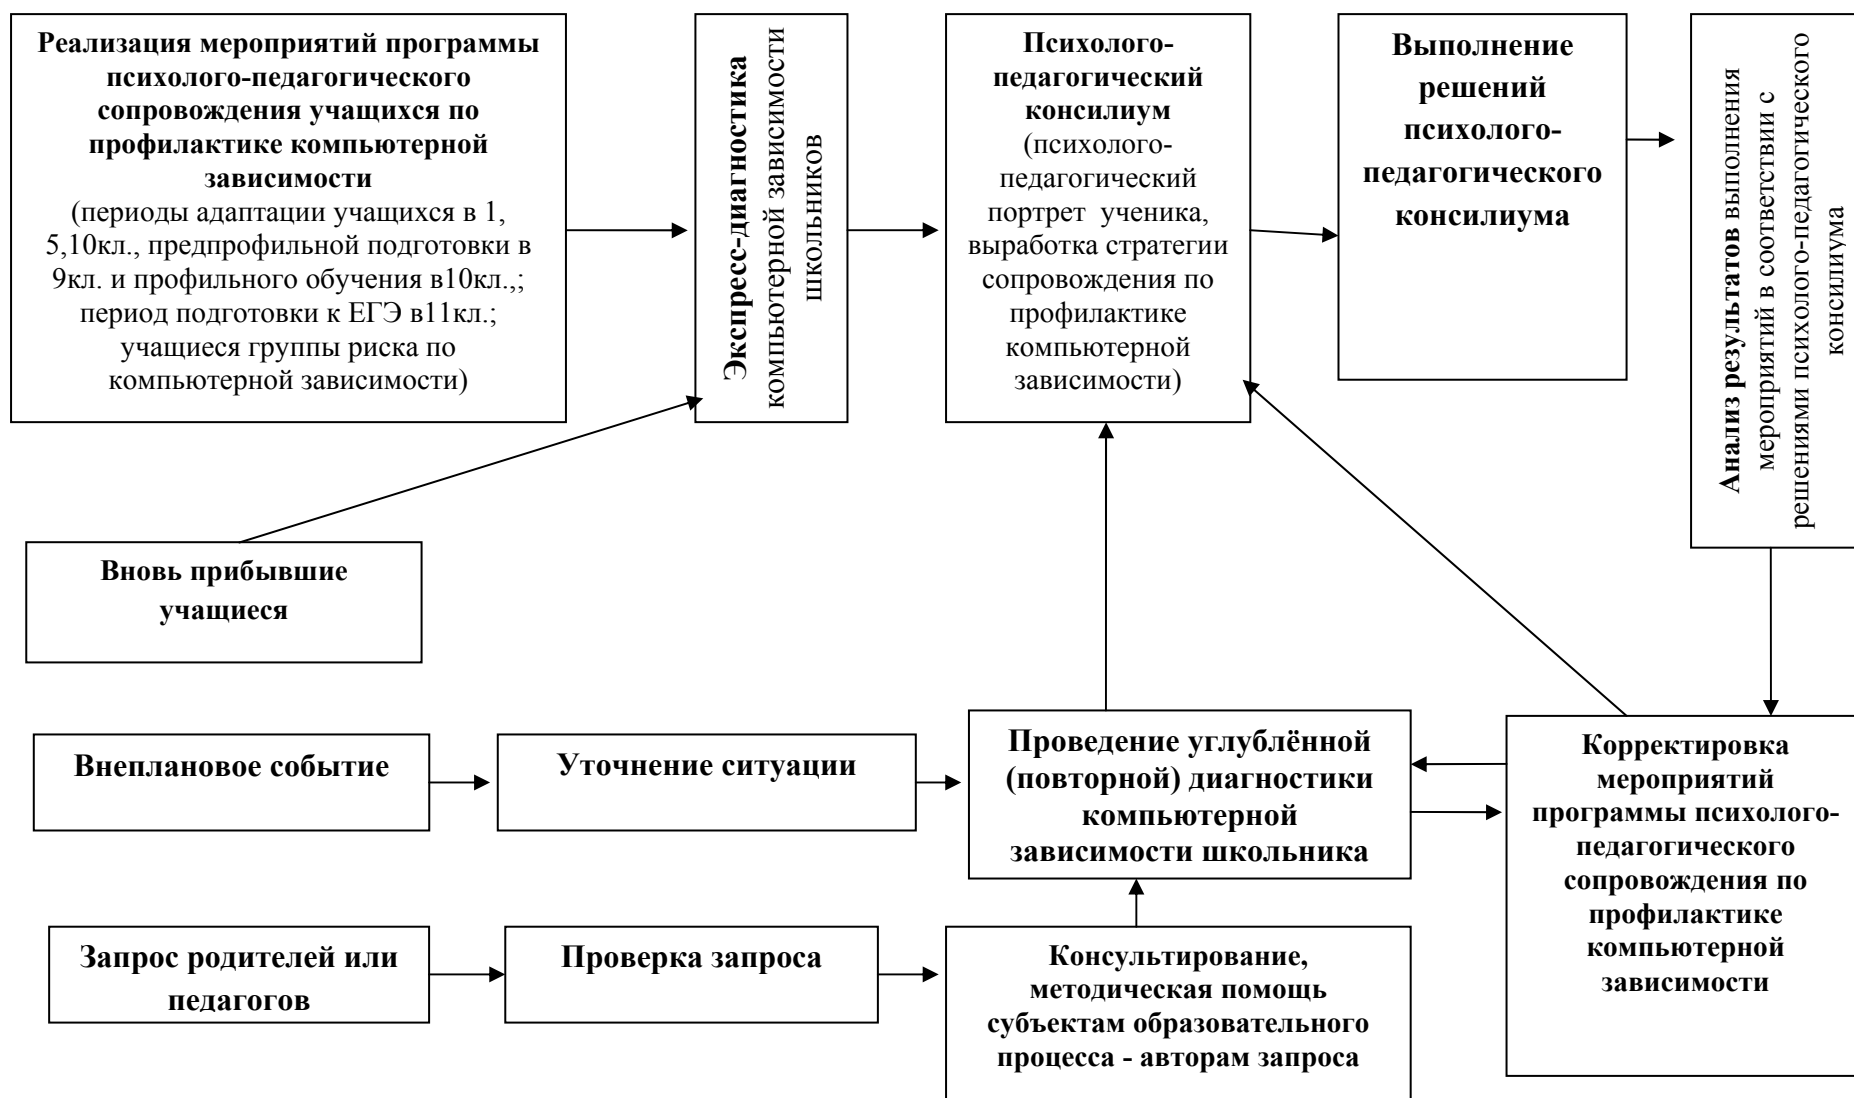 Реализация мероприятий программы
психолого-педагогического
сопровождения учащихся по
профилактике компьютерной
зависимости
(периоды адаптации учащихся в 1,
5,10кл., предпрофильной подготовки в
9кл. и профильного обучения в10кл.,;
период подготовки к ЕГЭ в11кл.;
учащиеся группы риска по
компьютерной зависимости)
Экспресс-диагностика
компьютерной зависимости
школьников
Психолого-
педагогический
консилиум
(психолого-
педагогический
портрет  ученика,
выработка стратегии
сопровождения по
профилактике
компьютерной
зависимости)
Выполнение
решений
психолого-
педагогического
консилиума
Анализ результатов выполнения
мероприятий в соответствии с
решениями психолого-педагогического
консилиума
Вновь прибывшие
учащиеся
Внеплановое событие
Уточнение ситуации
Проведение углублённой
(повторной) диагностики
компьютерной
зависимости школьника
Корректировка
мероприятий
программы психолого-
педагогического
сопровождения по
профилактике
компьютерной
зависимости
Запрос родителей или
педагогов
Проверка запроса
Консультирование,
методическая помощь
субъектам образовательного
процесса - авторам запроса